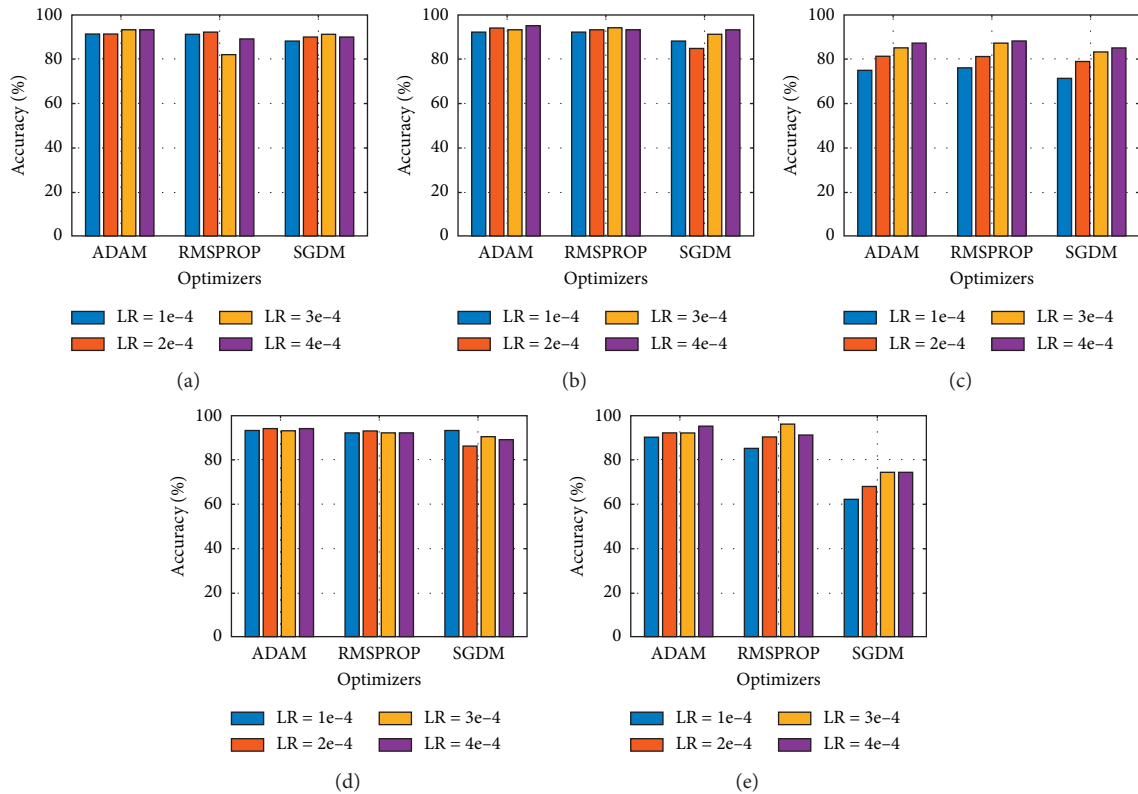 100
80
60
40
20
0
Accuracy (%)
ADAM RMSPROP SGDM
Optimizers
LR = 1e–4 LR = 3e–4
LR = 2e–4 LR = 4e–4
(a)
100
80
60
40
20
0
Accuracy (%)
ADAM RMSPROP SGDM
Optimizers
LR = 1e–4 LR = 3e–4
LR = 2e–4 LR = 4e–4
(b)
100
80
60
40
20
0
Accuracy (%)
ADAM RMSPROP SGDM
Optimizers
LR = 1e–4 LR = 3e–4
LR = 2e–4 LR = 4e–4
(c)
100
80
60
40
20
0
Accuracy (%)
ADAM RMSPROP SGDM
Optimizers
LR = 1e–4 LR = 3e–4
LR = 2e–4 LR = 4e–4
(d)
100
80
60
40
20
0
Accuracy (%)
ADAM RMSPROP SGDM
Optimizers
LR = 1e–4 LR = 3e–4
LR = 2e–4 LR = 4e–4
(e)